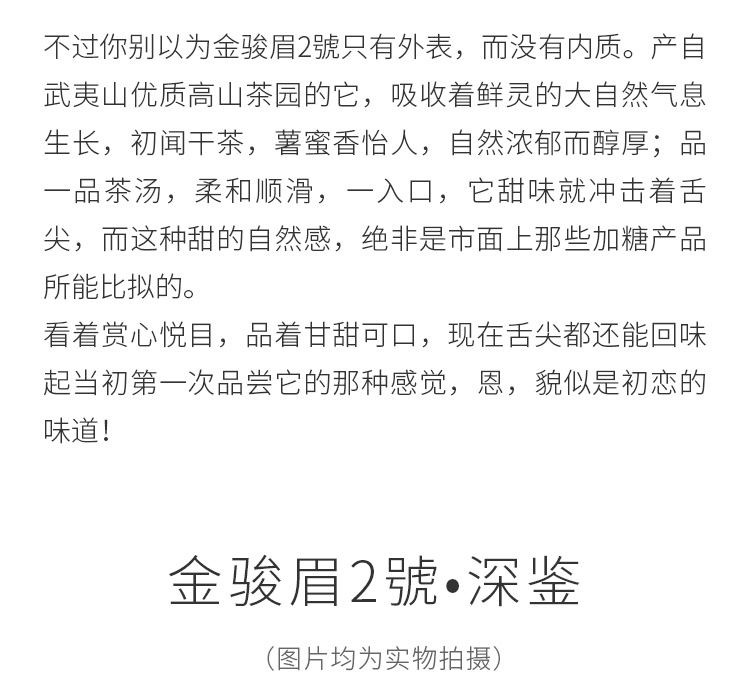 不过你别以为金骏眉2號只有外表，而没有内质。产自
武夷山优质高山茶园的它，吸收着鲜灵的大自然气息
生长，初闻干茶，薯蜜香怡人，自然浓郁而醇厚；品
一品茶汤，柔和顺滑，一入口，它甜味就冲击着舌
尖，而这种甜的自然感，绝非是市面上那些加糖产品
所能比拟的。
看着赏心悦目，品着甘甜可口，现在舌尖都还能回味
起当初第一次品尝它的那种感觉，恩，貌似是初恋的
味道！
金骏眉2號•深鉴
（图片均为实物拍摄）